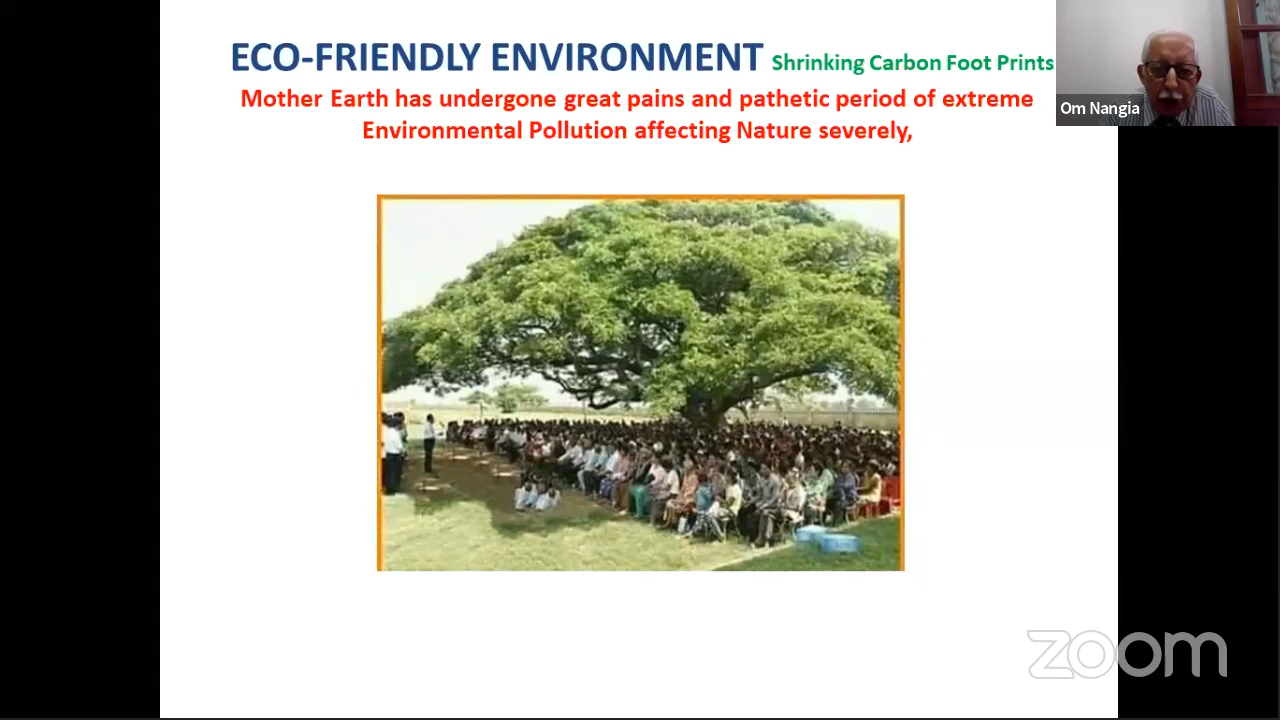 ECO-FRIENDLY ENVIRONMENT Shrinking Carbon Foot Prints
Mother Earth has undergone great pains and pathetic period of extreme
Environmental Pollution affecting Nature severely,
Om Nangia
zoom